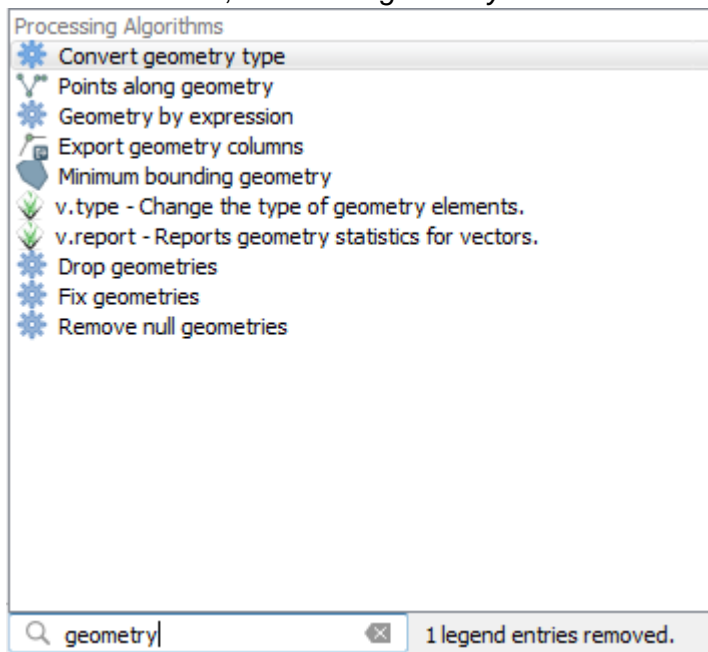 Processing Algorithms
Convert geometry type
Points along geometry
Geometry by expression
Export geometry columns
Minimum bounding geometry
v.type - Change the type of geometry elements.
v.report - Reports geometry statistics for vectors.
Drop geometries
Fix geometries
Remove null geometries
geometry
1 legend entries removed.